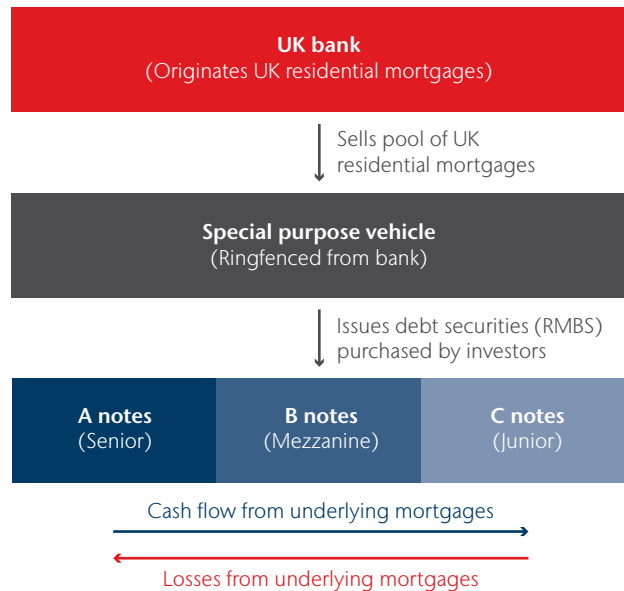 UK bank
(Originates UK residential mortgages)
Sells pool of UK
residential mortgages
Special purpose vehicle
(Ringfenced from bank)
Issues debt securities (RMBS)
purchased by investors
A notes
(Senior)
B notes
(Mezzanine)
C notes
(Junior)
Cash flow from underlying mortgages
Losses from underlying mortgages